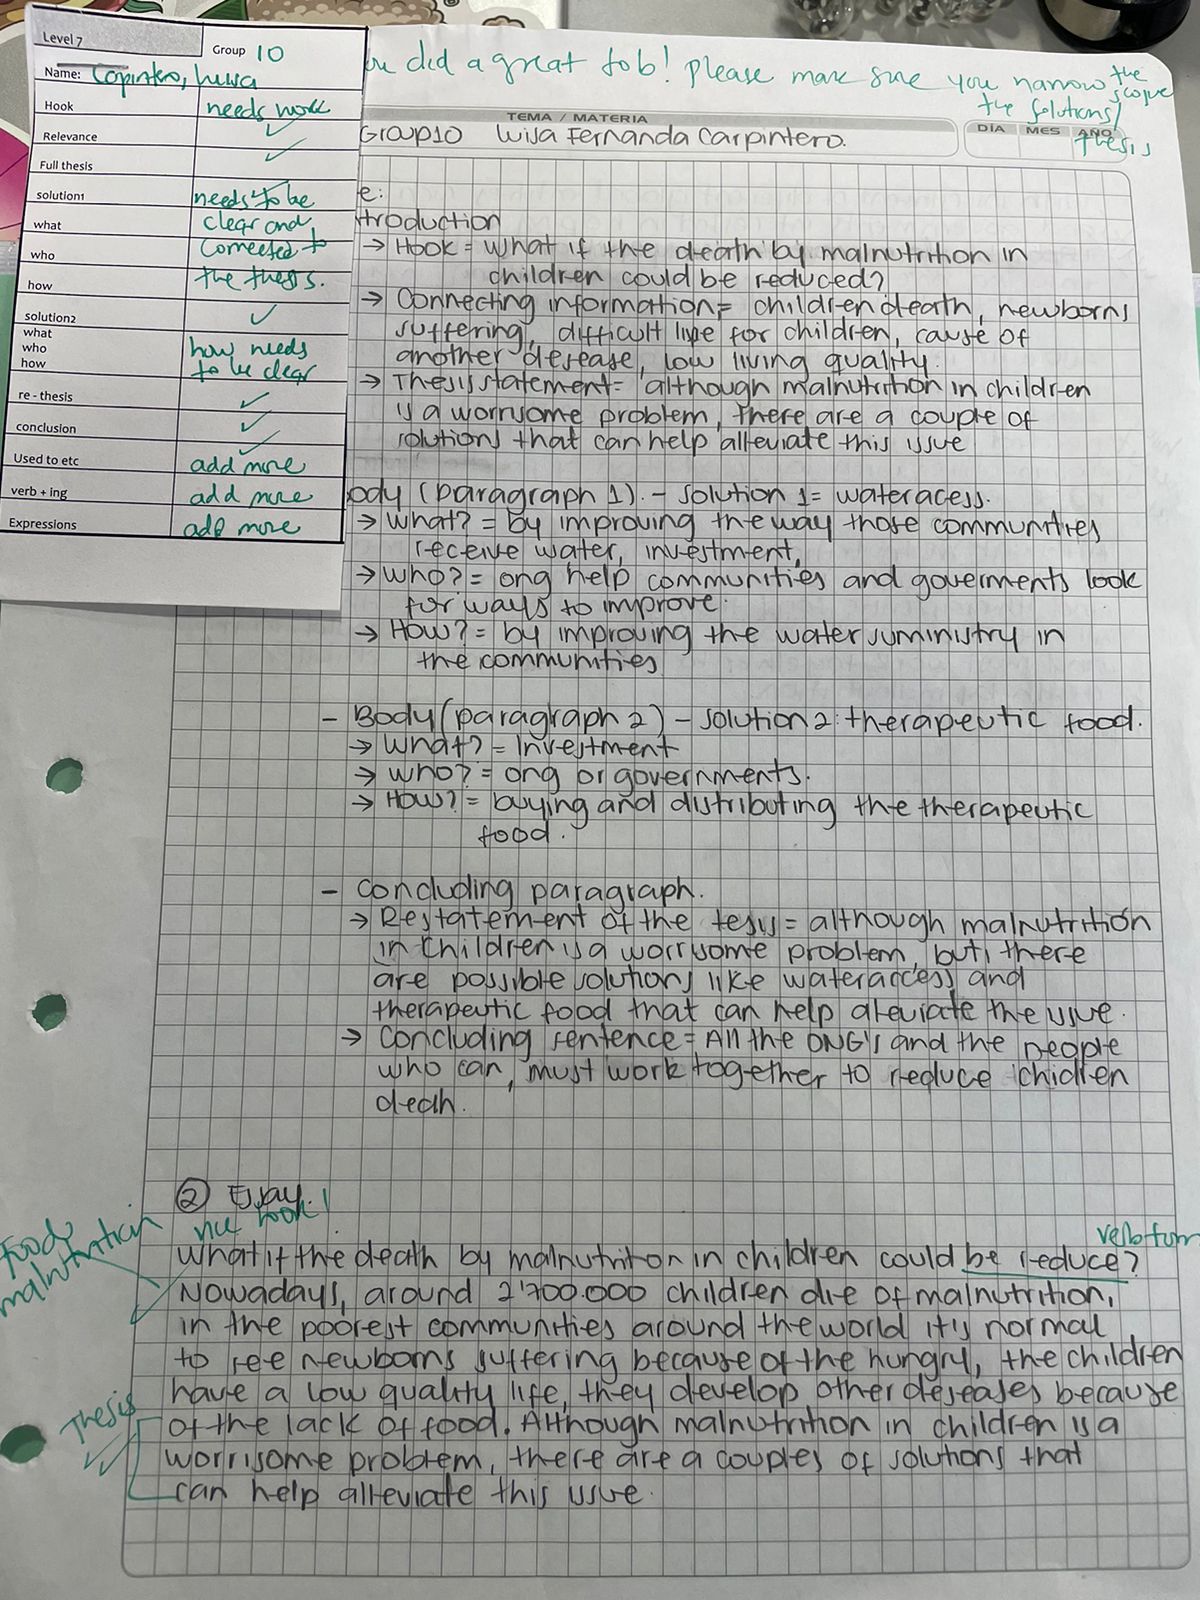 Level 7
Group 10
Name: Carpintero, Luisa
Hook needs work
Relevance ✓
Full thesis ✓
solution1 needs to be
what clear and
who connected to
how the thesis.
solution2 ✓
what
who how needs
how to be clear
re - thesis ✓
conclusion ✓
Used to etc add more
verb + ing add more
Expressions add more
did a great job! please make sure you narrow the
scope
the solutions/
thesis
TEMA / MATERIA
DÍA MES AÑO
Group10 Luisa Fernanda Carpintero.
e:
troduction
→ Hook = What if the death by malnutrition in
children could be reduced?
→ Connecting information = children death, newborns
suffering, difficult live for children, cause of
another desease, low living quality.
→ Thesis statement = although malnutrition in children
is a worrysome problem, there are a couple of
solutions that can help alleviate this issue
ody (paragraph 1). - solution 1 = water acess.
→ What? = by improving the way those communities
receive water, investment,
→ Who? = ong help communities and goverments look
for ways to improve.
→ How? = by improving the water suministry in
the communities
- Body (paragraph 2) - solution 2: therapeutic food.
→ What? = Investment
→ who? = ong or governments.
→ How? = buying and distributing the therapeutic
food.
- Concluding paragraph.
→ Restatement of the tesis = although malnutrition
in children is a worrysome problem, but, there
are possible solutions like water access and
therapeutic food that can help alleviate the issue.
→ Concluding sentence = All the ONG's and the people
who can, must work together to reduce children
deah.
② Essay.
nice hook!
food
malnutrition
verb form
What if the death by malnutriton in children could be reduce?
Nowadays, around 2'700.000 children die of malnutrition,
in the poorest communities around the world it's normal
to see newborns suffering because of the hungry, the children
have a low quality life, they develop other deseases because
Thesis
of the lack of food. Although malnutrition in children is a
worrisome problem, there are a couples of solutions that
can help alleviate this issue.